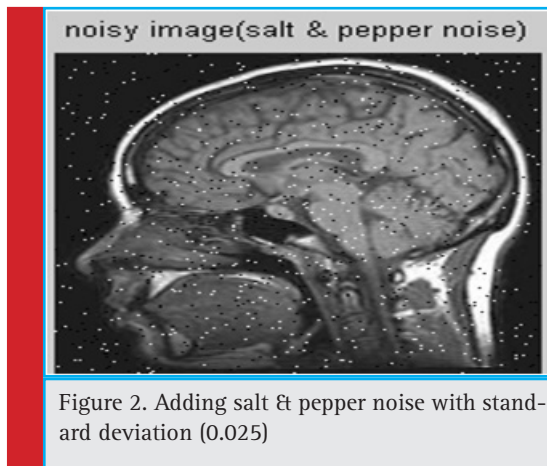 noisy image(salt & pepper noise)
Figure 2. Adding salt & pepper noise with stand-
ard deviation (0.025)